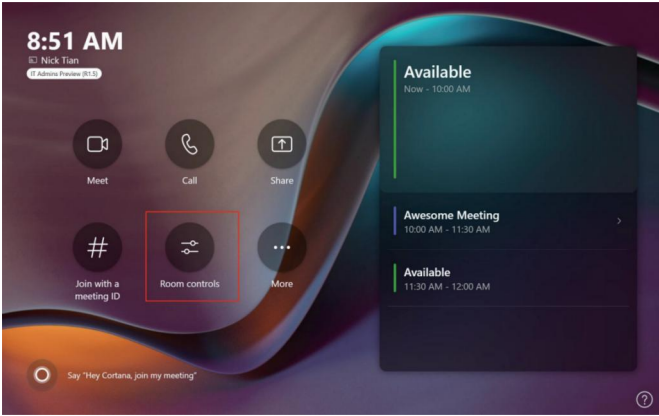 8:51 AM
Nick Tian
IT Admins Preview (R1.5)
Meet
Call
Share
#
Join with a
meeting ID
Room controls
More
Say "Hey Cortana, join my meeting"
Available
Now - 10:00 AM
Awesome Meeting
10:00 AM - 11:30 AM
Available
11:30 AM - 12:00 AM
?